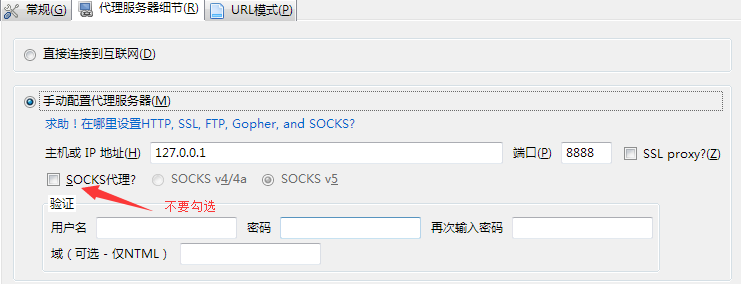 常规(G) 代理服务器细节(R) URL模式(P)
直接连接到互联网(D)
手动配置代理服务器(M)
求助！在哪里设置HTTP, SSL, FTP, Gopher, and SOCKS?
主机或 IP 地址(H) 127.0.0.1 端口(P) 8888 SSL proxy?(Z)
SOCKS代理? SOCKS v4/4a SOCKS v5
不要勾选
验证
用户名 密码 再次输入密码
域 ( 可选 - 仅NTML )